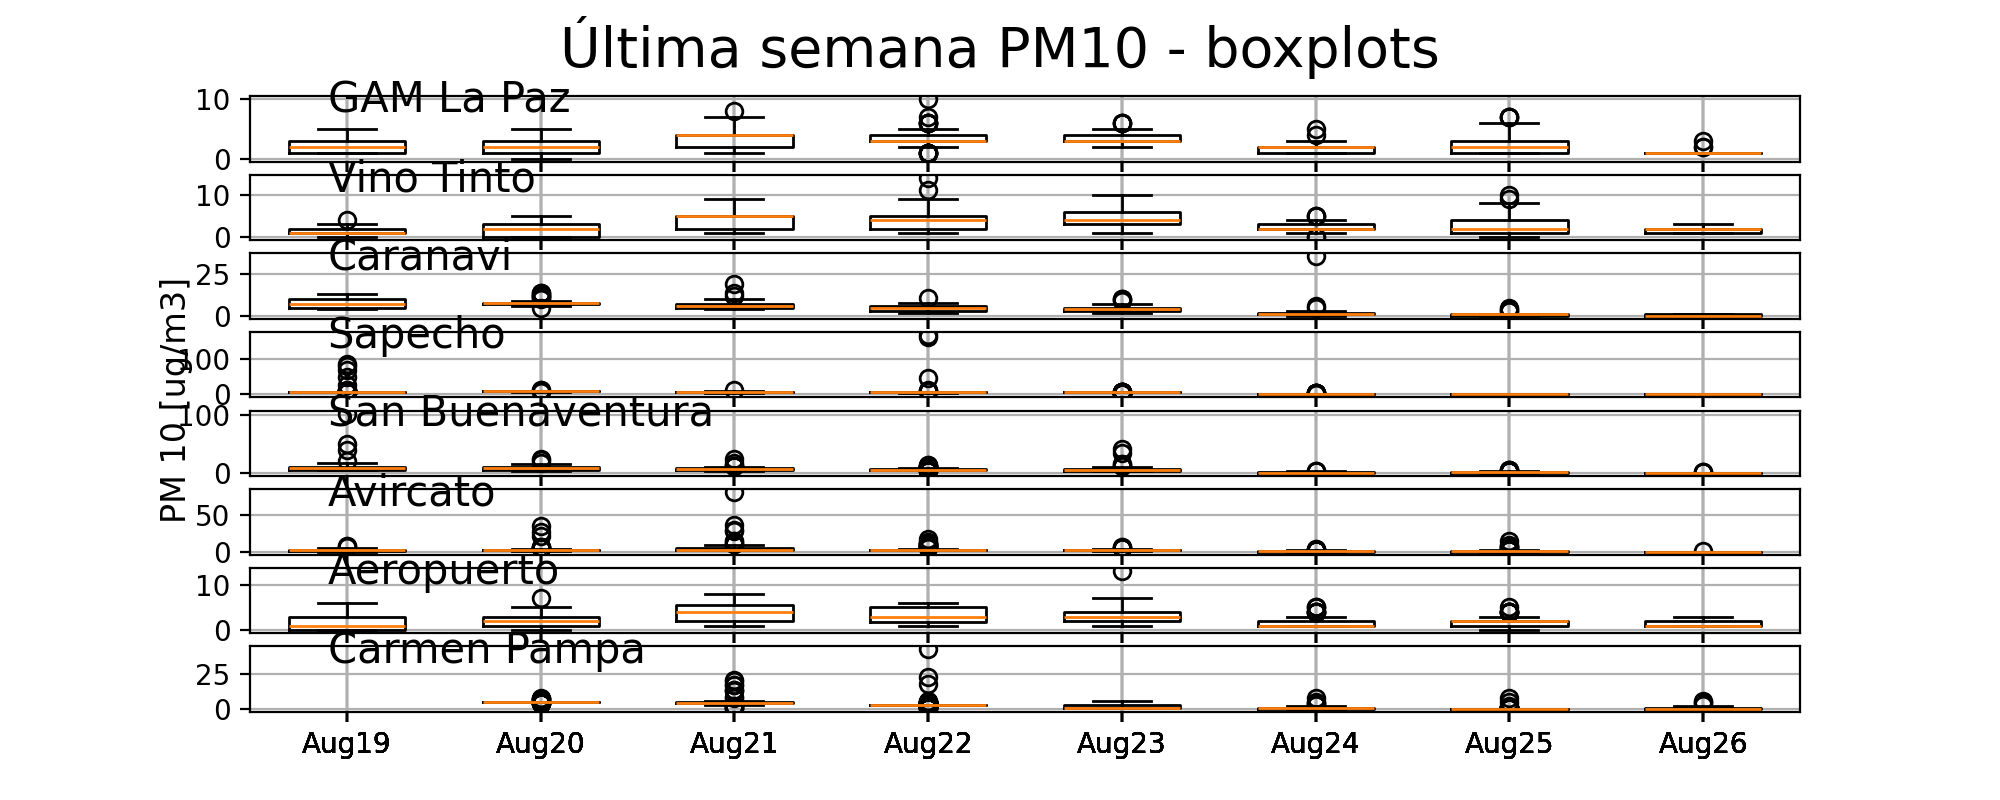 Última semana PM10 - boxplots
GAM La Paz
10
0
Vino Tinto
10
0
Caranavi
25
0
Sapecho
100
0
San Buenaventura
100
0
Avircato
50
0
Aeropuerto
10
0
Carmen Pampa
25
0
PM 10 [ug/m3]
Aug19 Aug20 Aug21 Aug22 Aug23 Aug24 Aug25 Aug26